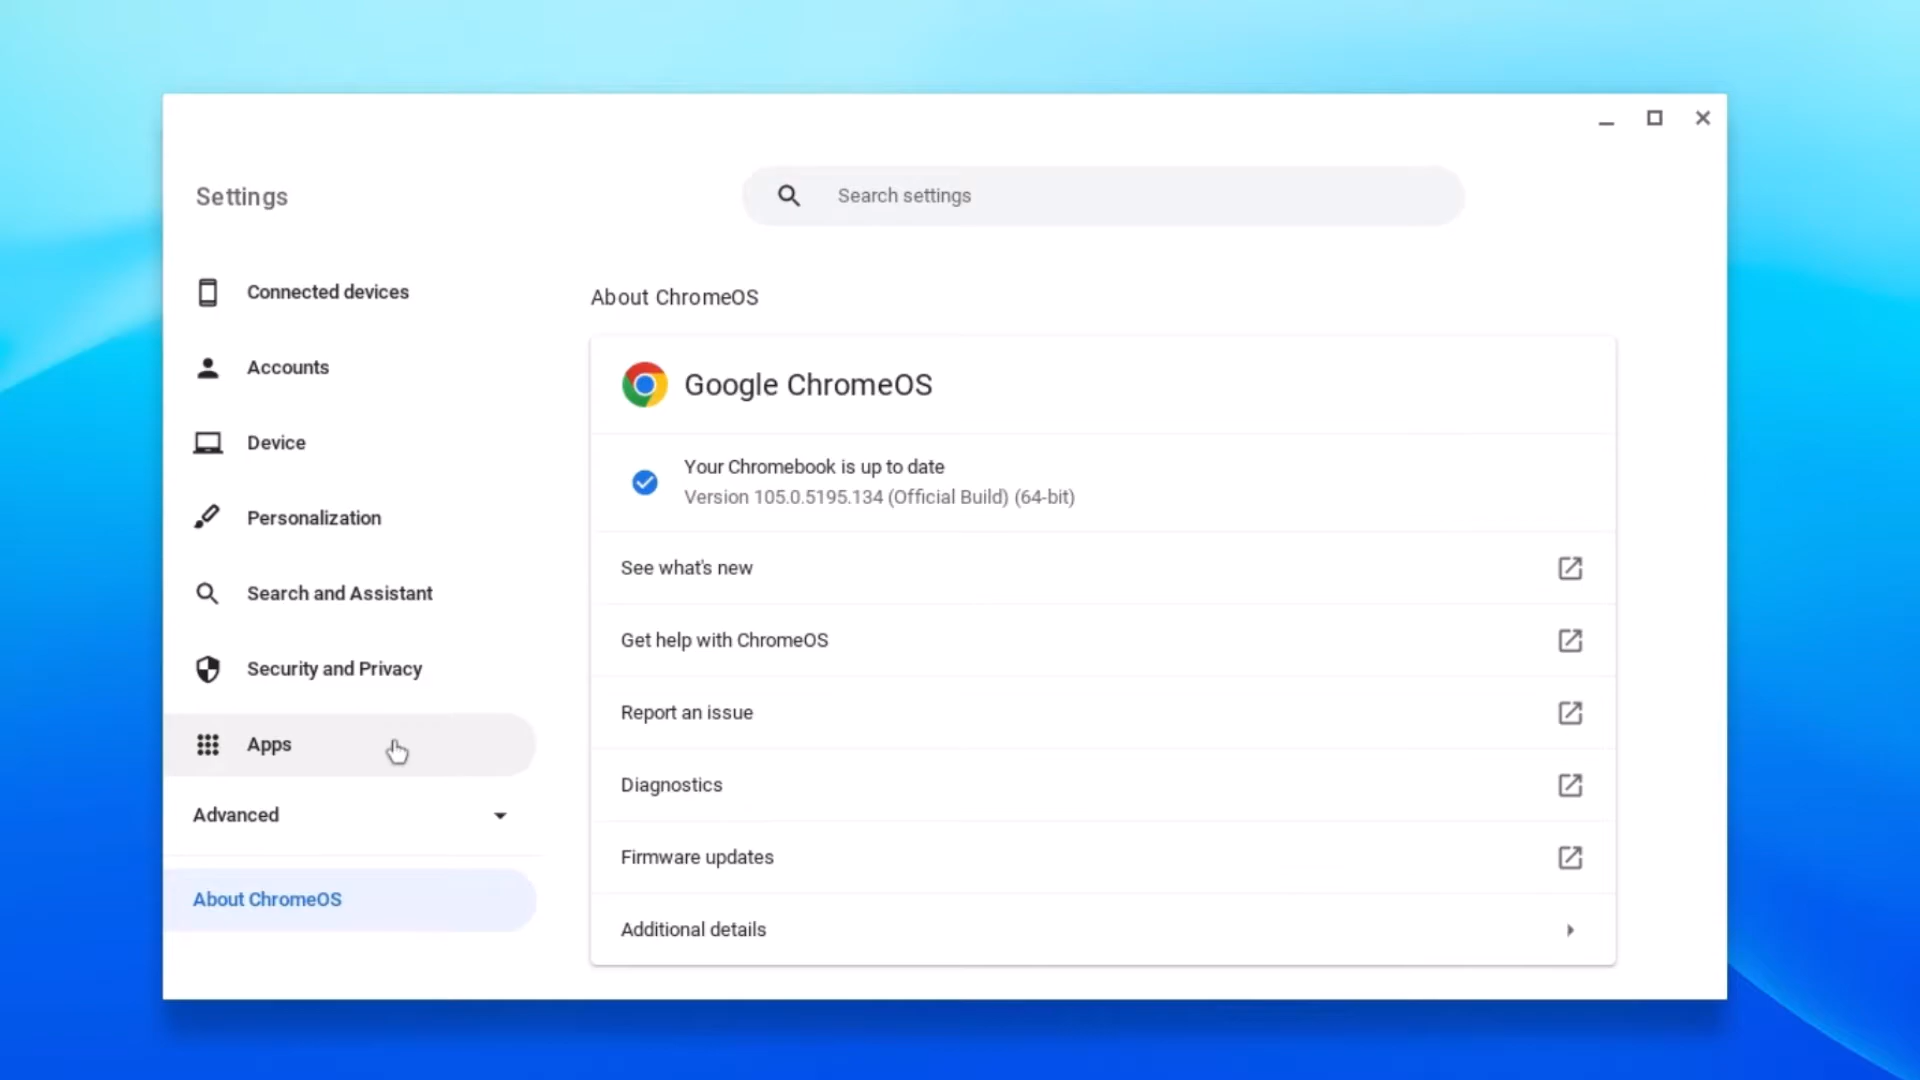 Settings
Search settings
Connected devices
Accounts
Device
Personalization
Search and Assistant
Security and Privacy
Apps
Advanced
About ChromeOS
About ChromeOS
Google ChromeOS
Your Chromebook is up to date
Version 105.0.5195.134 (Official Build) (64-bit)
See what's new
Get help with ChromeOS
Report an issue
Diagnostics
Firmware updates
Additional details